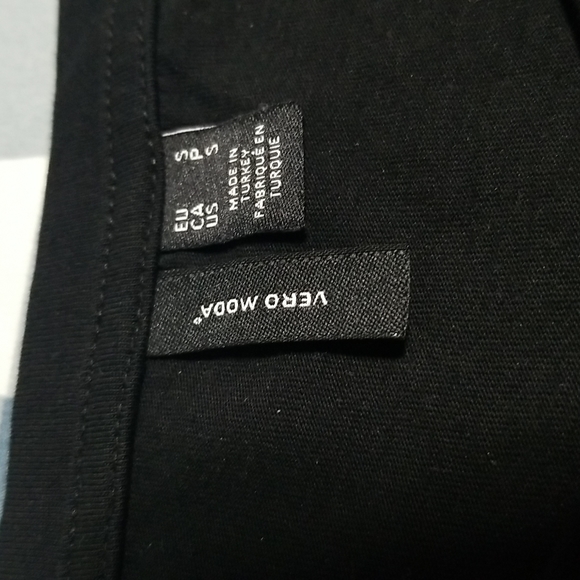 EU S
CA P
US S
MADE IN
TURKEY
FABRIQUÉ EN
TURQUIE
VERO MODA®